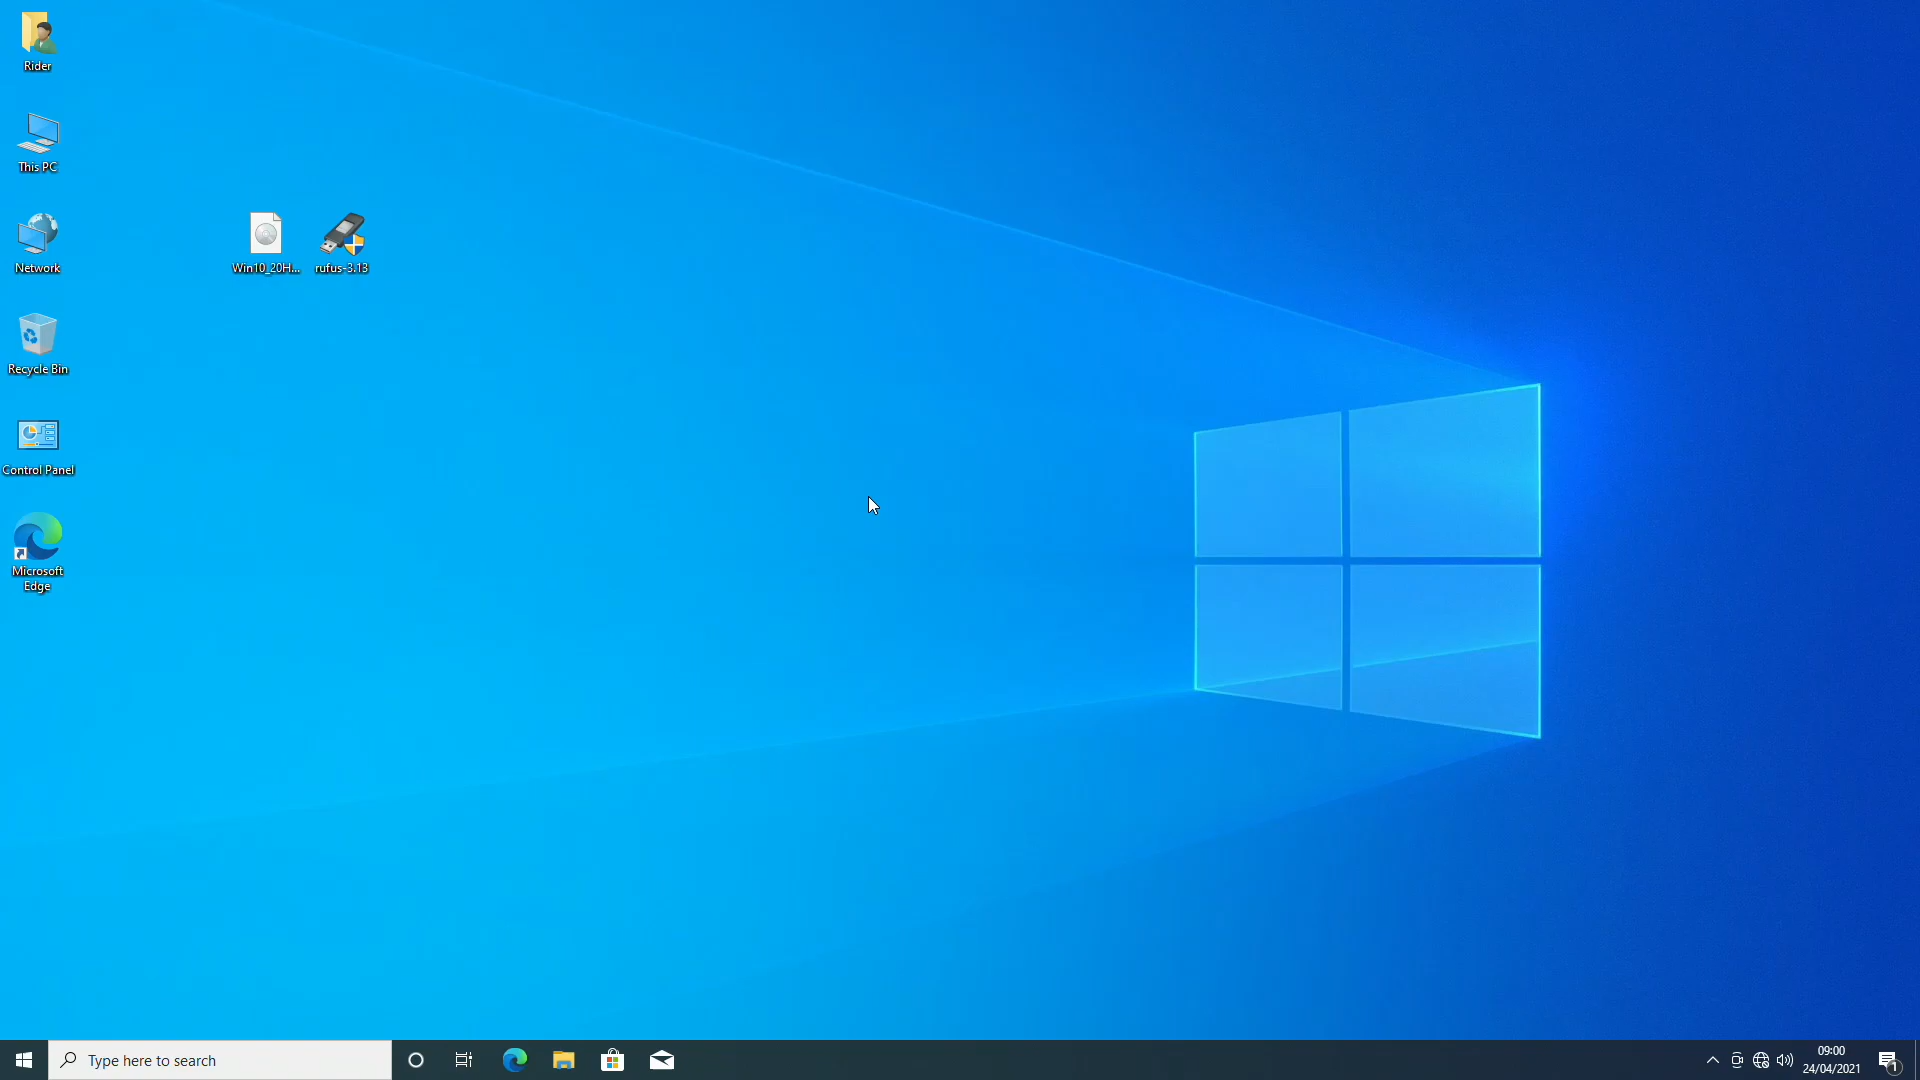 Rider
This PC
Network
Win10_20H...
rufus-3.13
Recycle Bin
Control Panel
Microsoft
Edge
Type here to search
09:00
24/04/2021
1